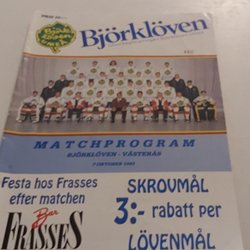 Björklöven
MATCHPROGRAM
BJÖRKLÖVEN - VÄSTERÅS
Festa hos Frasses
efter matchen
Bar
FRASSES
SKROVMÅL
3:- rabatt per
LÖVENMÅL